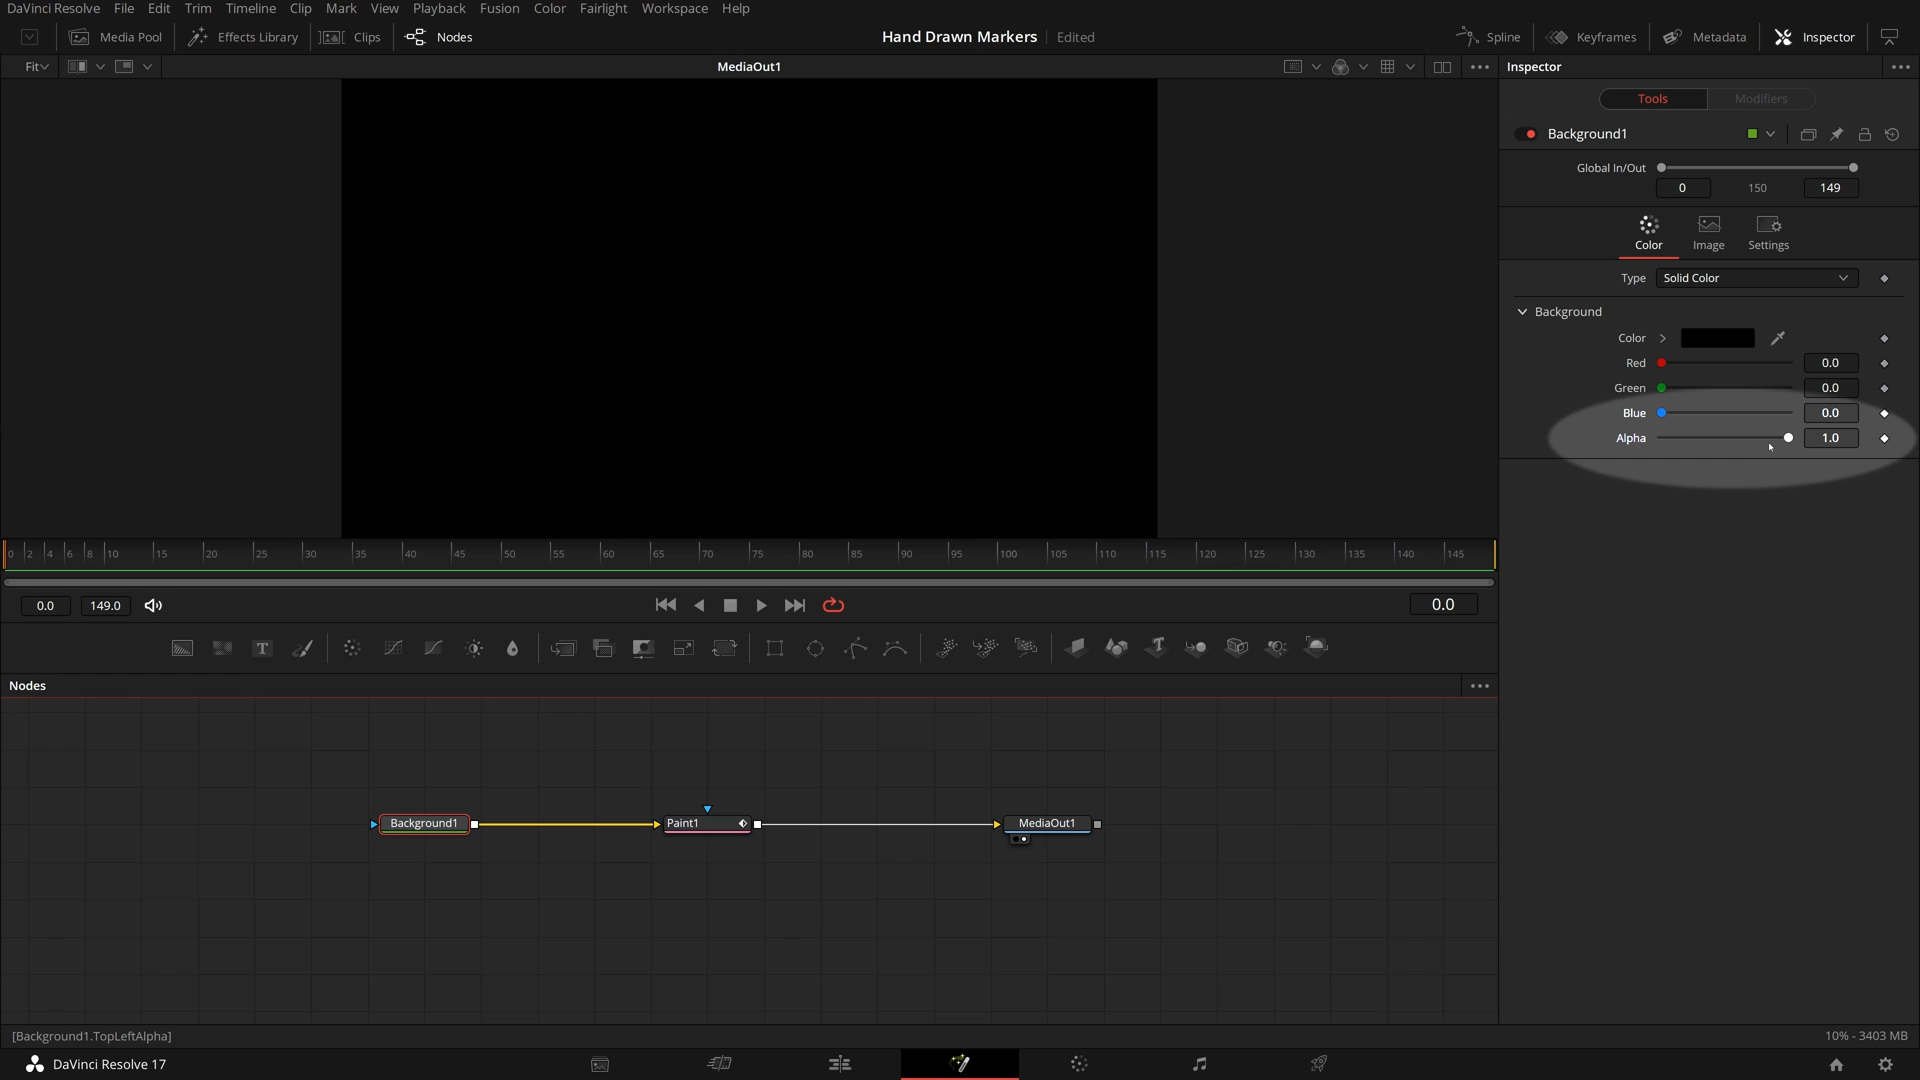 DaVinci Resolve File Edit Trim Timeline Clip Mark View Playback Fusion Color Fairlight Workspace Help
Media Pool Effects Library Clips Nodes Hand Drawn Markers Edited Spline Keyframes Metadata Inspector
Fit MediaOut1 Inspector
Tools Modifiers
Background1
Global In/Out
0 150 149
Color Image Settings
Type Solid Color
Background
Color
Red 0.0
Green 0.0
Blue 0.0
Alpha 1.0
0 2 4 6 8 10 15 20 25 30 35 40 45 50 55 60 65 70 75 80 85 90 95 100 105 110 115 120 125 130 135 140 145
0.0 149.0 0.0
Nodes
Background1 Paint1 MediaOut1
[Background1.TopLeftAlpha] 10% - 3403 MB
DaVinci Resolve 17